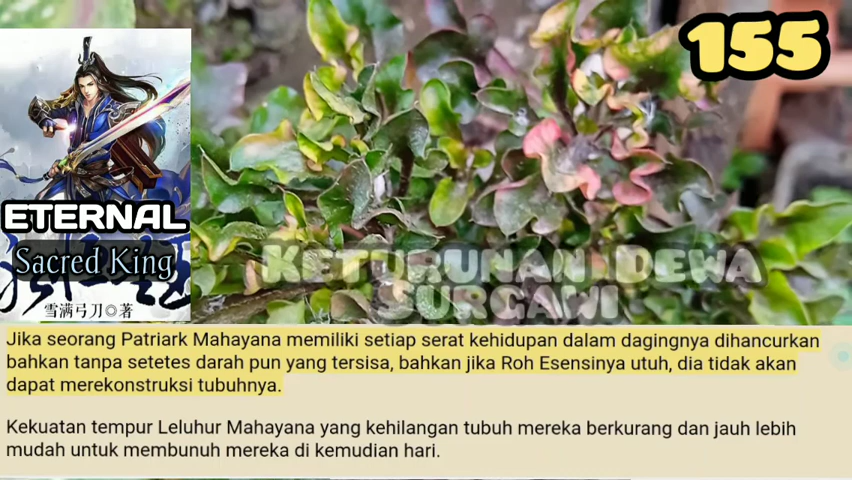 155
ETERNAL
Sacred King
雪满弓刀◎著
KETURUNAN DEWA
SURGAWI
Jika seorang Patriark Mahayana memiliki setiap serat kehidupan dalam dagingnya dihancurkan
bahkan tanpa setetes darah pun yang tersisa, bahkan jika Roh Esensinya utuh, dia tidak akan
dapat merekonstruksi tubuhnya.
Kekuatan tempur Leluhur Mahayana yang kehilangan tubuh mereka berkurang dan jauh lebih
mudah untuk membunuh mereka di kemudian hari.